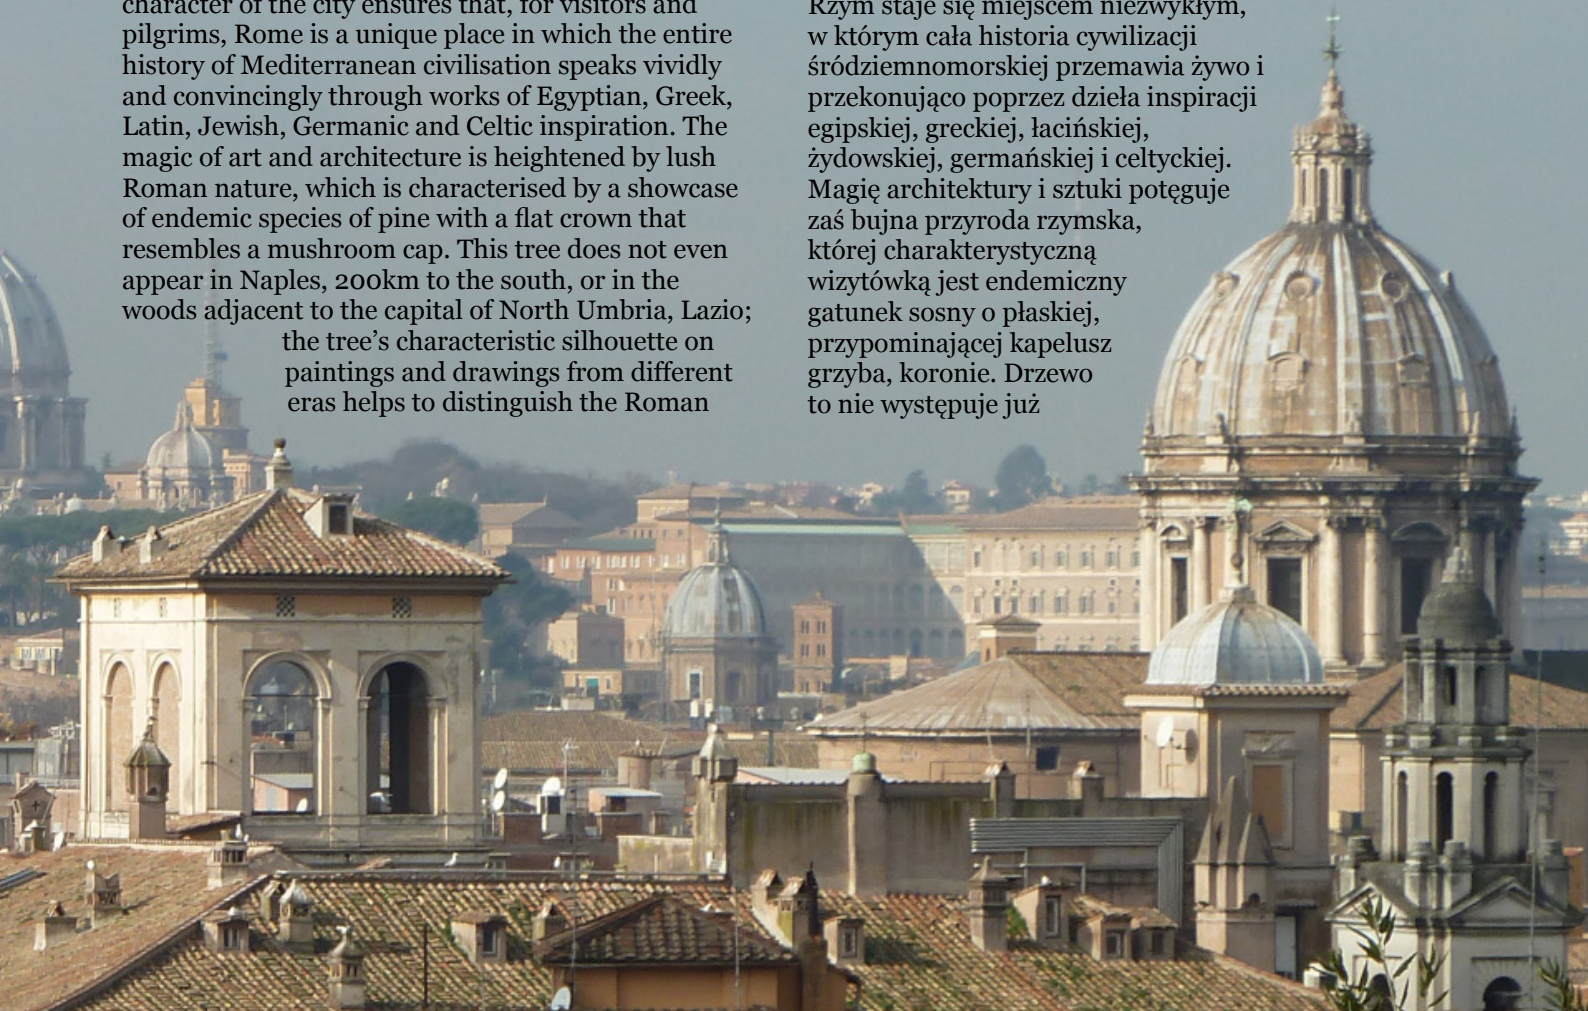 character of the city ensures that, for visitors and
pilgrims, Rome is a unique place in which the entire
history of Mediterranean civilisation speaks vividly
and convincingly through works of Egyptian, Greek,
Latin, Jewish, Germanic and Celtic inspiration. The
magic of art and architecture is heightened by lush
Roman nature, which is characterised by a showcase
of endemic species of pine with a flat crown that
resembles a mushroom cap. This tree does not even
appear in Naples, 200km to the south, or in the
woods adjacent to the capital of North Umbria, Lazio;
the tree’s characteristic silhouette on
paintings and drawings from different
eras helps to distinguish the Roman
Rzym staje się miejscem niezwykłym,
w którym cała historia cywilizacji
śródziemnomorskiej przemawia żywo i
przekonująco poprzez dzieła inspiracji
egipskiej, greckiej, łacińskiej,
żydowskiej, germańskiej i celtyckiej.
Magię architektury i sztuki potęguje
zaś bujna przyroda rzymska,
której charakterystyczną
wizytówką jest endemiczny
gatunek sosny o płaskiej,
przypominającej kapelusz
grzyba, koronie. Drzewo
to nie występuje już